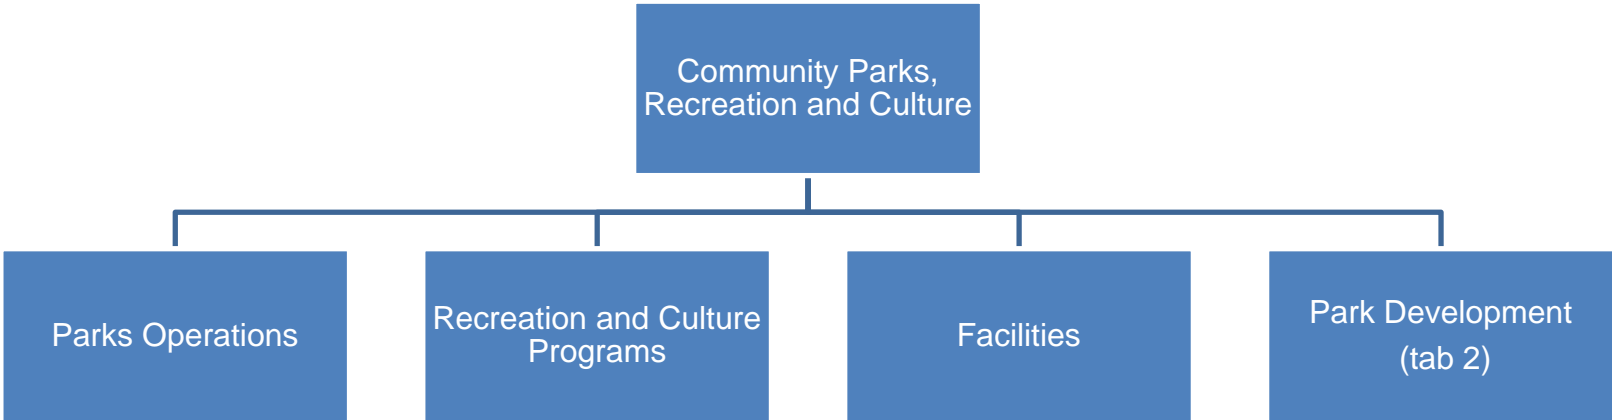 Community Parks,
Recreation and Culture
Parks Operations
Recreation and Culture
Programs
Facilities
Park Development
(tab 2)